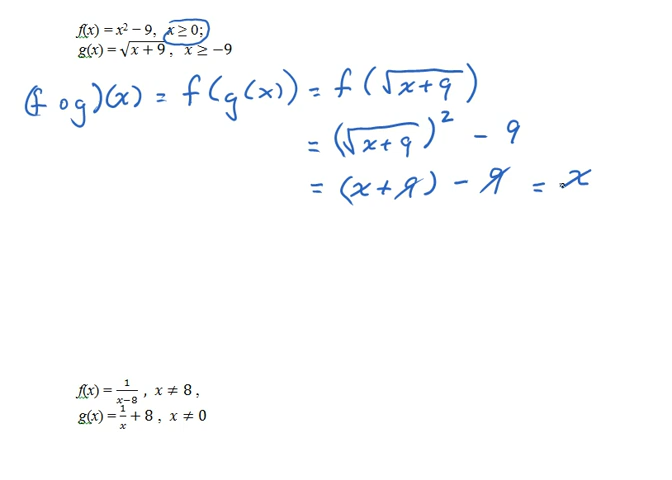 f(x) = x² − 9, x ≥ 0;
g(x) = √x + 9 , x ≥ −9
(f o g)(x) = f(g(x)) = f(√x+9)
= (√x+9)² - 9
= (x+9) - 9 = x
f(x) = 1/(x−8) , x ≠ 8 ,
g(x) = 1/x + 8 , x ≠ 0